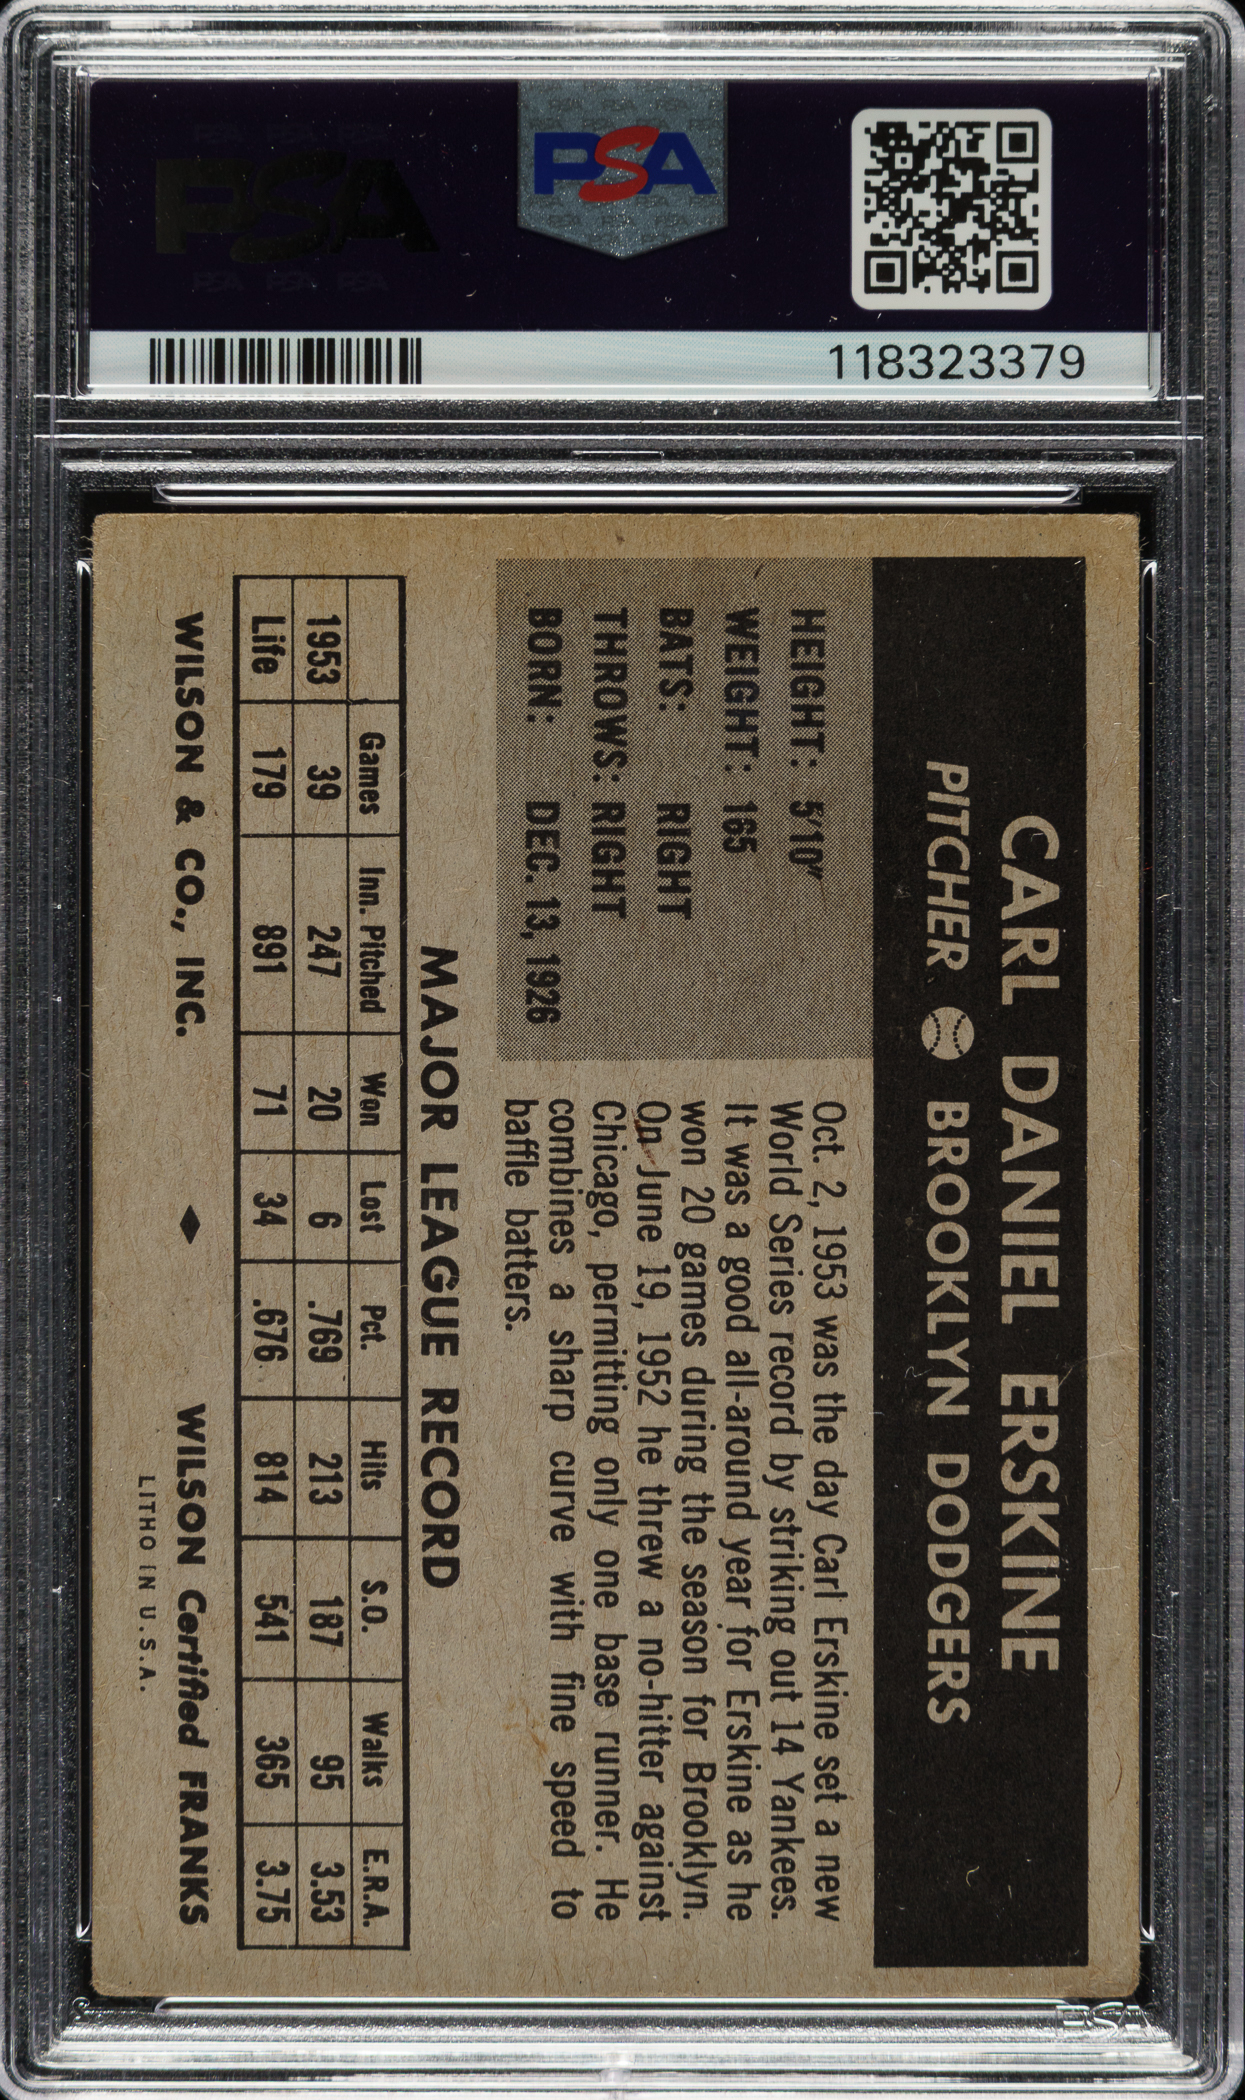 PSA
PSA
118323379
CARL DANIEL ERSKINE
PITCHER BROOKLYN DODGERS
HEIGHT: 5'10"
WEIGHT: 165
BATS: RIGHT
THROWS: RIGHT
BORN: DEC. 13, 1926
Oct. 2, 1953 was the day Carl Erskine set a new
World Series record by striking out 14 Yankees.
It was a good all-around year for Erskine as he
won 20 games during the season for Brooklyn.
On June 19, 1952 he threw a no-hitter against
Chicago, permitting only one base runner. He
combines a sharp curve with fine speed to
baffle batters.
MAJOR LEAGUE RECORD
Games Inn. Pitched Won Lost Pct. Hits S.O. Walks E.R.A.
1953 39 247 20 6 .769 213 187 95 3.53
Life 179 891 71 34 .676 814 541 365 3.75
WILSON & CO., INC. ◆ WILSON Certified FRANKS
LITHO IN U.S.A.
PSA